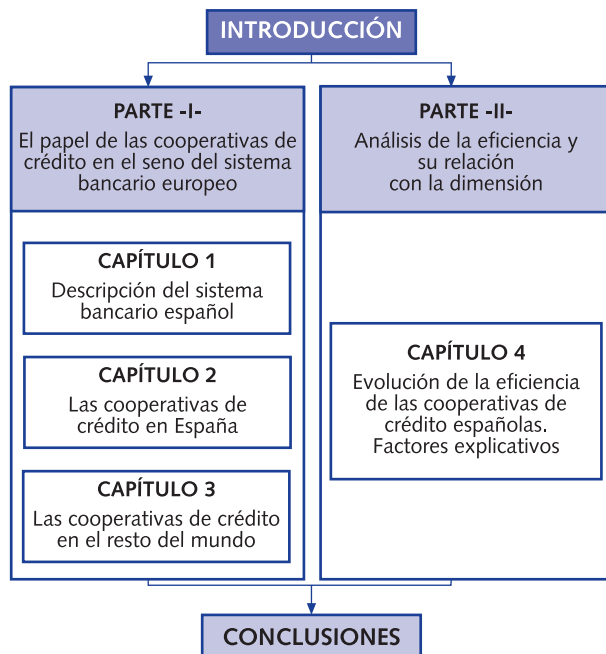 INTRODUCCIÓN
PARTE -I-
El papel de las cooperativas de
crédito en el seno del sistema
bancario europeo
CAPÍTULO 1
Descripción del sistema
bancario español
CAPÍTULO 2
Las cooperativas de
crédito en España
CAPÍTULO 3
Las cooperativas de crédito
en el resto del mundo
PARTE -II-
Análisis de la eficiencia y
su relación
con la dimensión
CAPÍTULO 4
Evolución de la eficiencia
de las cooperativas de
crédito españolas.
Factores explicativos
CONCLUSIONES